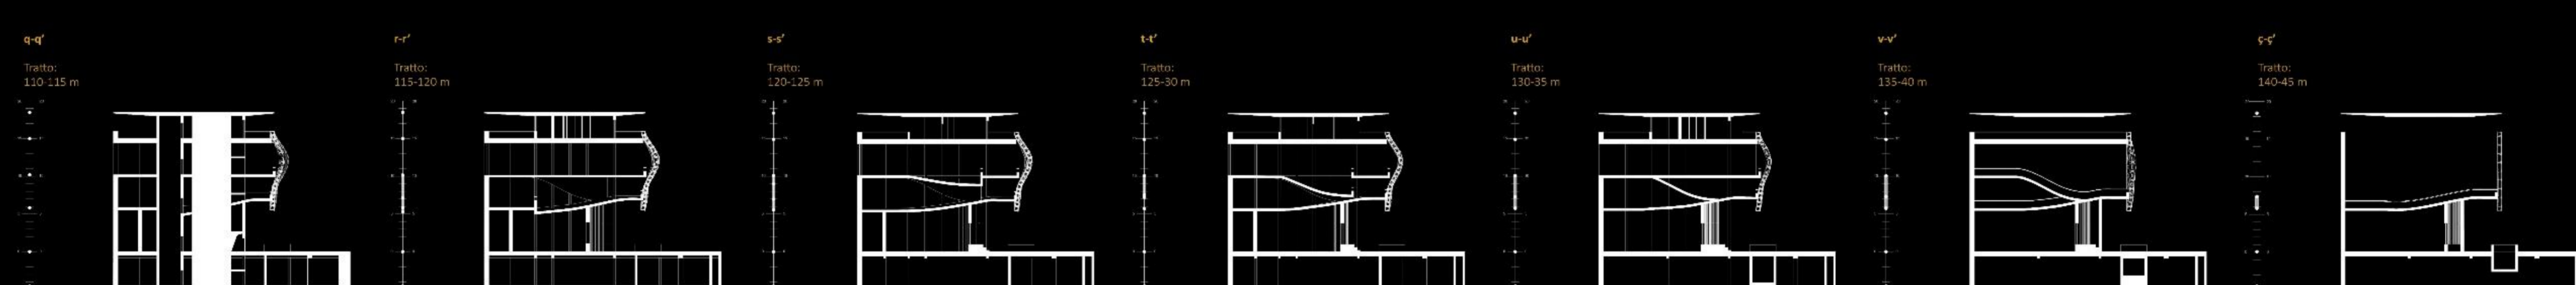 q-q'
Tratto:
110-115 m
r-r'
Tratto:
115-120 m
s-s'
Tratto:
120-125 m
t-t'
Tratto:
125-30 m
u-u'
Tratto:
130-35 m
v-v'
Tratto:
135-40 m
ç-ç'
Tratto:
140-45 m